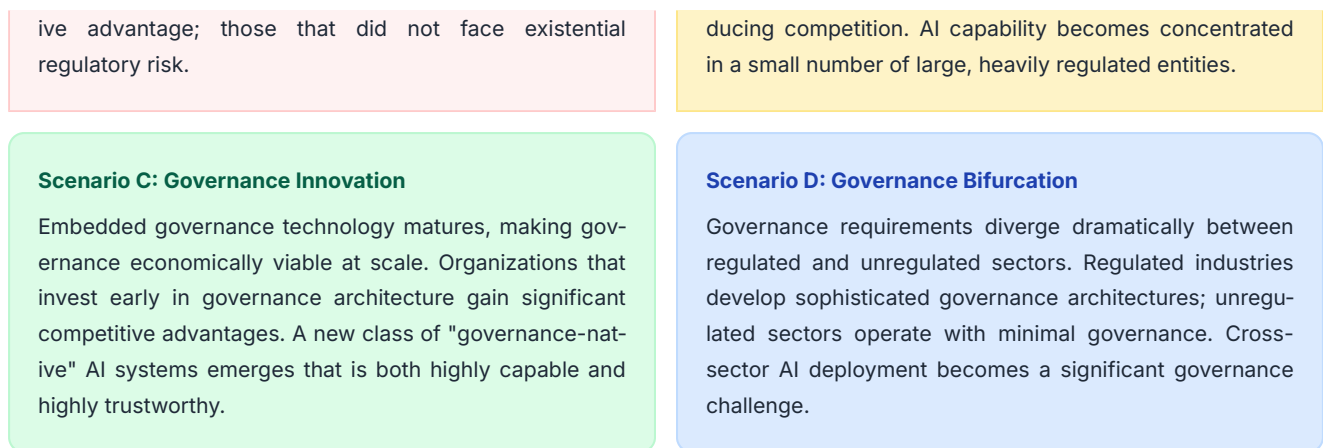 ive advantage; those that did not face existential
regulatory risk.
ducing competition. AI capability becomes concentrated
in a small number of large, heavily regulated entities.
Scenario C: Governance Innovation
Embedded governance technology matures, making gov-
ernance economically viable at scale. Organizations that
invest early in governance architecture gain significant
competitive advantages. A new class of "governance-nat-
ive" AI systems emerges that is both highly capable and
highly trustworthy.
Scenario D: Governance Bifurcation
Governance requirements diverge dramatically between
regulated and unregulated sectors. Regulated industries
develop sophisticated governance architectures; unregu-
lated sectors operate with minimal governance. Cross-
sector AI deployment becomes a significant governance
challenge.